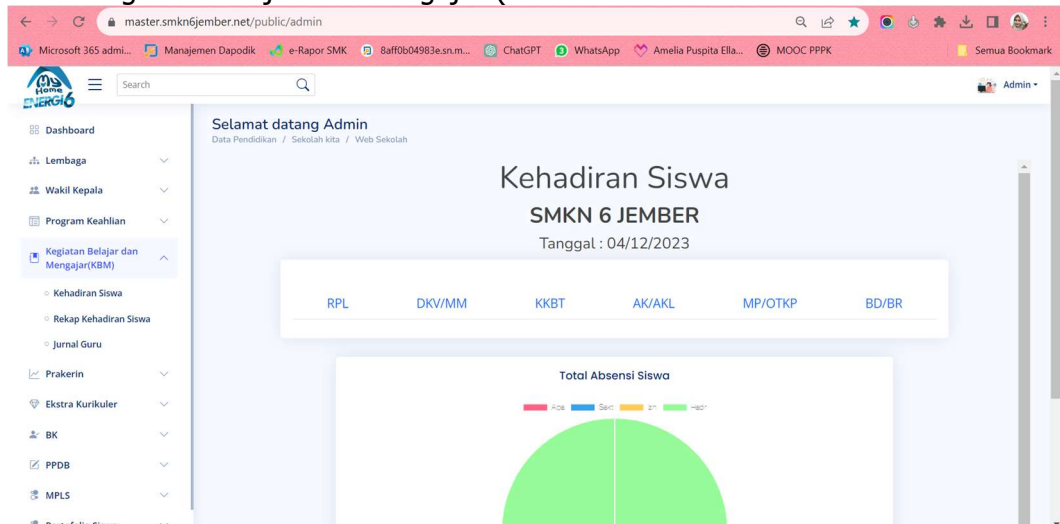 master.smkn6jember.net/public/admin
Microsoft 365 admi...
Manajemen Dapodik
e-Rapor SMK
8aff0b04983e.sn.m...
ChatGPT
WhatsApp
Amelia Puspita Ella...
MOOC PPPK
Semua Bookmark
My
Home
ENERGI6
Search
Admin
Dashboard
Lembaga
Wakil Kepala
Program Keahlian
Kegiatan Belajar dan
Mengajar(KBM)
Kehadiran Siswa
Rekap Kehadiran Siswa
Jurnal Guru
Prakerin
Ekstra Kurikuler
BK
PPDB
MPLS
Selamat datang Admin
Data Pendidikan / Sekolah kita / Web Sekolah
Kehadiran Siswa
SMKN 6 JEMBER
Tanggal : 04/12/2023
RPL DKV/MM KKBT AK/AKL MP/OTKP BD/BR
Total Absensi Siswa